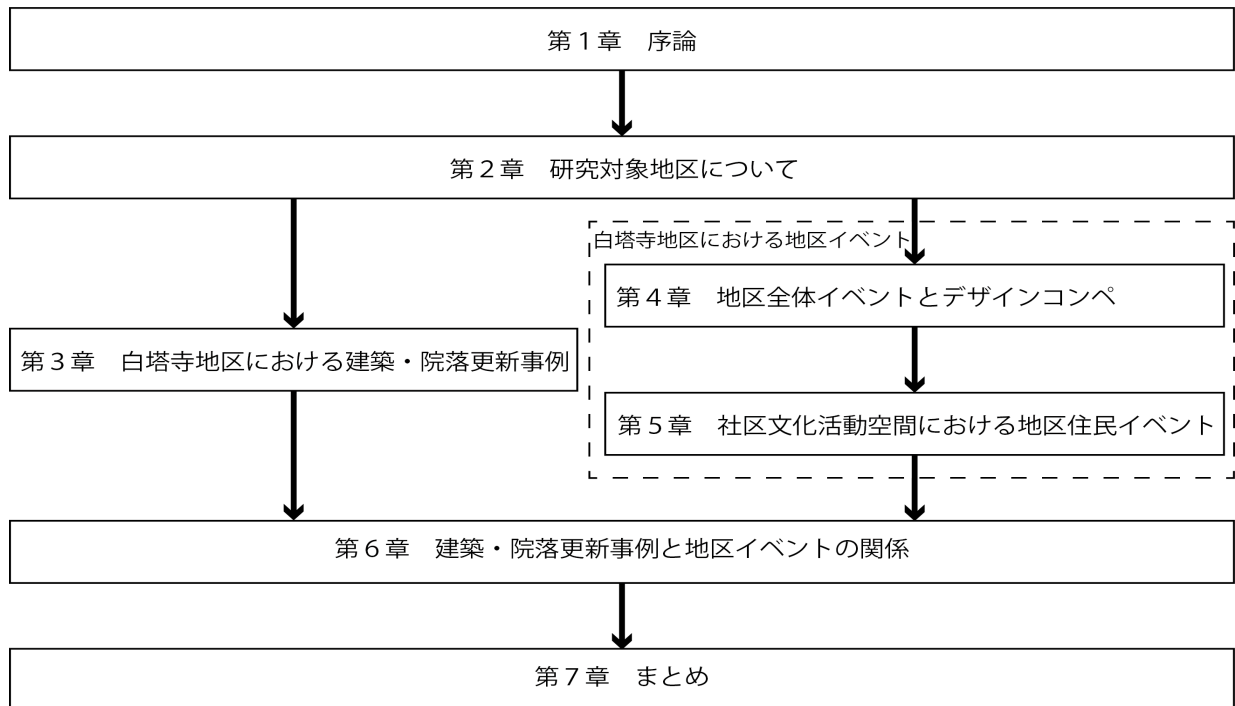 第１章　序論
第２章　研究対象地区について
第３章　白塔寺地区における建築・院落更新事例
白塔寺地区における地区イベント
第４章　地区全体イベントとデザインコンペ
第５章　社区文化活動空間における地区住民イベント
第６章　建築・院落更新事例と地区イベントの関係
第７章　まとめ